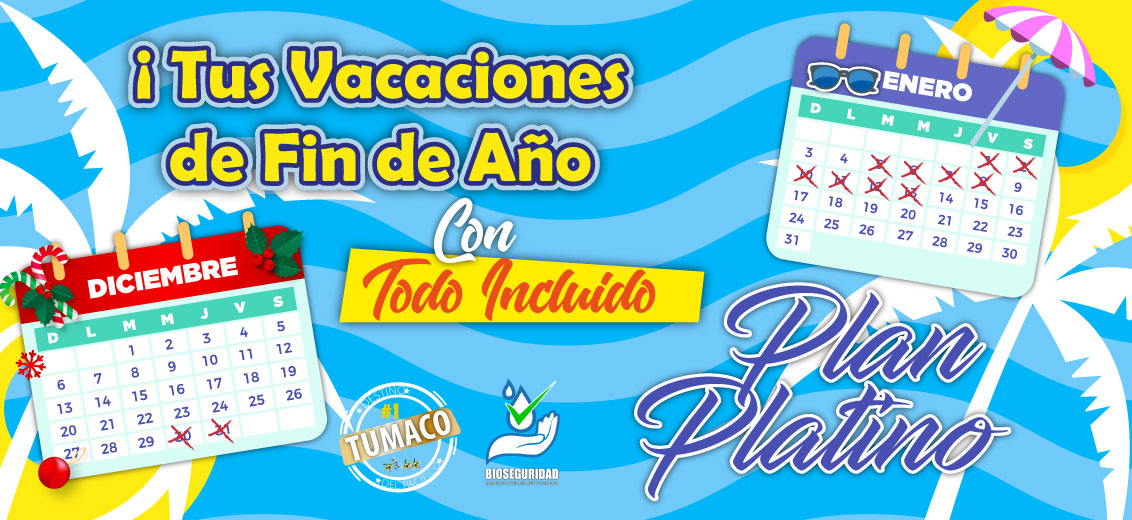 ¡ Tus Vacaciones
de Fin de Año
Con
Todo Incluido
Plan
Platino
DICIEMBRE
D L M M J V S
1 2 3 4 5
6 7 8 9 10 11 12
13 14 15 16 17 18 19
20 21 22 23 24 25 26
27 28 29 30 31
ENERO
D L M M J V S
1 2
3 4 5 6 7 8 9
10 11 12 13 14 15 16
17 18 19 20 21 22 23
24 25 26 27 28 29 30
31
DESTINO
#1
TUMACO
DEL PACIFICO
BIOSEGURIDAD